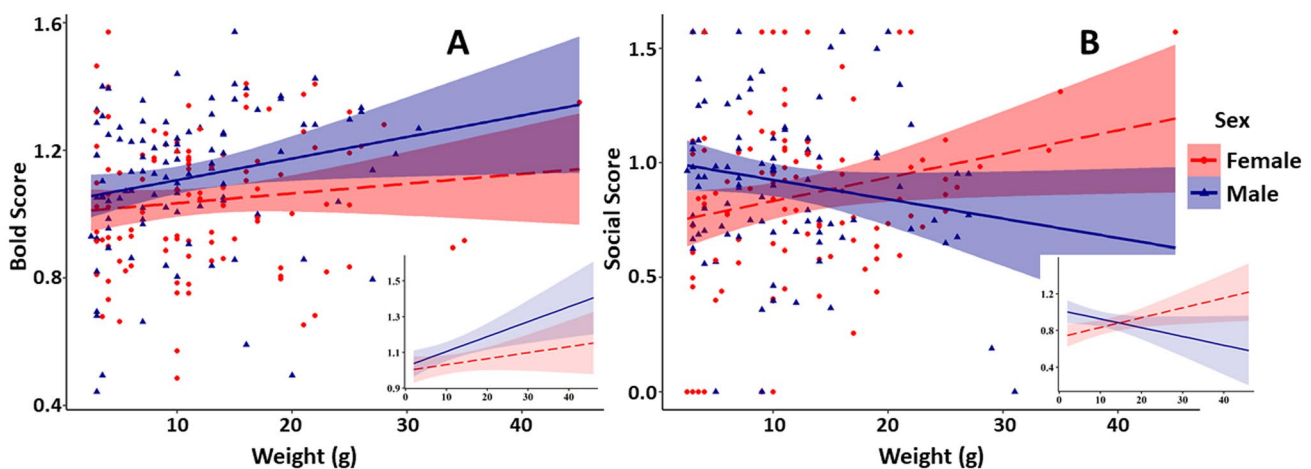 1.6
1.2
0.8
0.4
Bold Score
A
1.5
1.3
1.1
0.9
0 10 20 30 40
10 20 30 40
Weight (g)
1.5
1.0
0.5
0.0
Social Score
B
1.2
0.8
0.4
0 10 20 30 40
10 20 30 40
Weight (g)
Sex
Female
Male